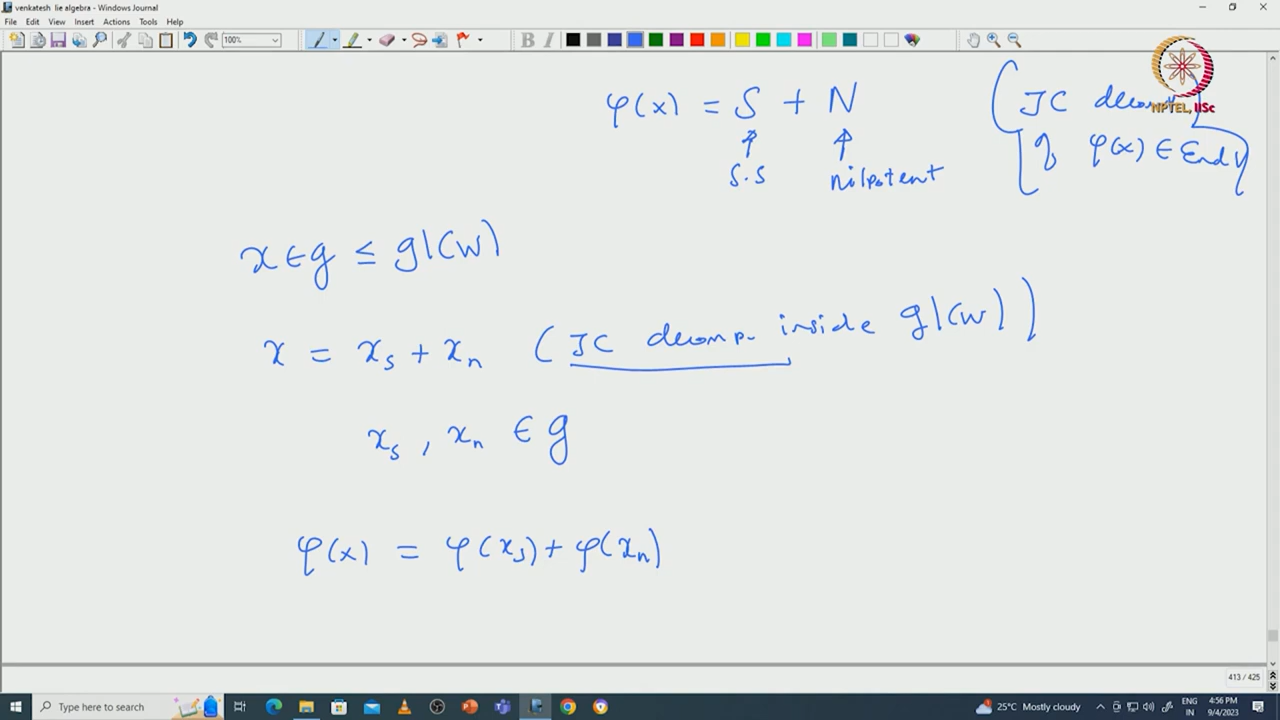 venkatesh lie algebra - Windows Journal
File Edit View Insert Actions Tools Help
100%
B I
NPTEL, IISc
φ(x) = S + N
S.S nilpotent
JC
of φ(x) ∈ End V
x ∈ g ≤ gl(W)
x = x_s + x_n (JC decomp. inside gl(W))
x_s, x_n ∈ g
φ(x) = φ(x_s) + φ(x_n)
413 / 425
Type here to search
25°C Mostly cloudy
ENG
IN
4:56 PM
9/4/2023